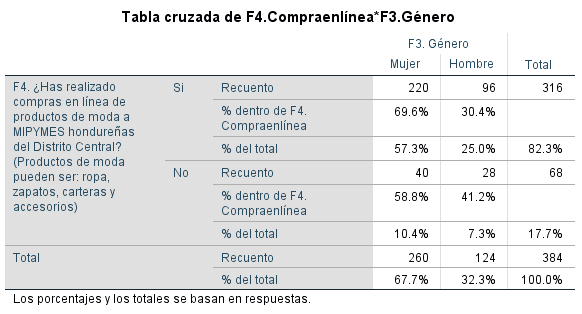 Tabla cruzada de F4.Compraenlínea*F3.Género
F3. Género
Mujer Hombre Total
F4. ¿Has realizado compras en línea de productos de moda a MIPYMES hondureñas del Distrito Central? (Productos de moda pueden ser: ropa, zapatos, carteras y accesorios)
Si Recuento 220 96 316
% dentro de F4. Compraenlínea 69.6% 30.4%
% del total 57.3% 25.0% 82.3%
No Recuento 40 28 68
% dentro de F4. Compraenlínea 58.8% 41.2%
% del total 10.4% 7.3% 17.7%
Total Recuento 260 124 384
% del total 67.7% 32.3% 100.0%
Los porcentajes y los totales se basan en respuestas.